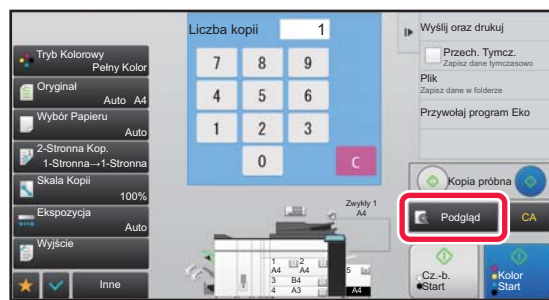 Liczba kopii 1
Wyślij oraz drukuj
Przech. Tymcz.
Zapisz dane tymczasowo
Plik
Zapisz dane w folderze
Przywołaj program Eko
Tryb Kolorowy
Pełny Kolor
Oryginał
Auto A4
Wybór Papieru
Auto
2-Stronna Kop.
1-Stronna→1-Stronna
Skala Kopii
100%
Ekspozycja
Auto
Wyjście
Inne
7 8 9
4 5 6
1 2 3
0 C
Zwykły 1
A4
1 A4
2 A4
3 B4
4 A3
5
A4
Kopia próbna
Podgląd
CA
Cz.-b.
Start
Kolor
Start